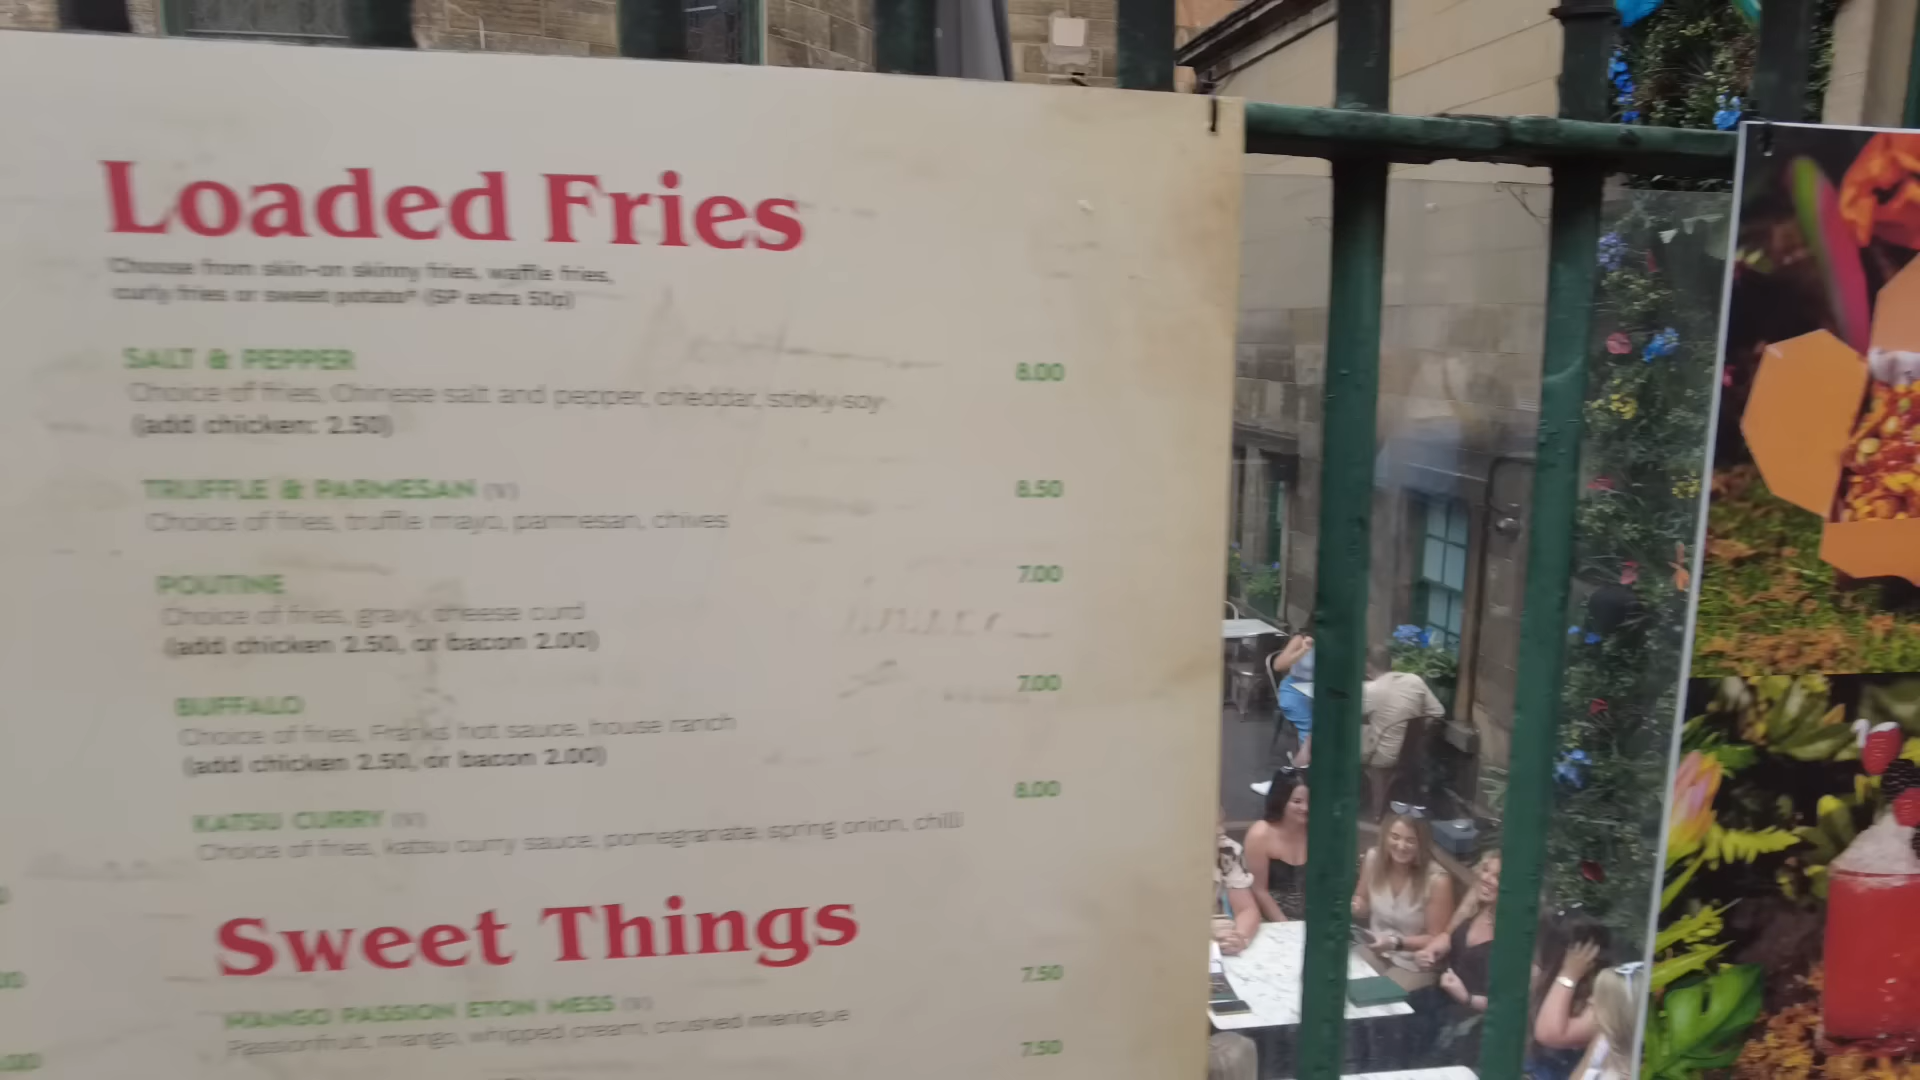 Loaded Fries
Choose from skin-on skinny fries, waffle fries,
curly fries or sweet potato* (SP extra 50p)
SALT & PEPPER 8.00
Choice of fries, Chinese salt and pepper, cheddar, sticky soy
(add chicken: 2.50)
TRUFFLE & PARMESAN (V) 8.50
Choice of fries, truffle mayo, parmesan, chives
POUTINE 7.00
Choice of fries, gravy, cheese curd
(add chicken 2.50, or bacon 2.00)
BUFFALO 7.00
Choice of fries, Franks hot sauce, house ranch
(add chicken 2.50, or bacon 2.00)
KATSU CURRY (V) 8.00
Choice of fries, katsu curry sauce, pomegranate, spring onion, chilli
Sweet Things
MANGO PASSION ETON MESS (V) 7.50
Passionfruit, mango, whipped cream, crushed meringue
7.50